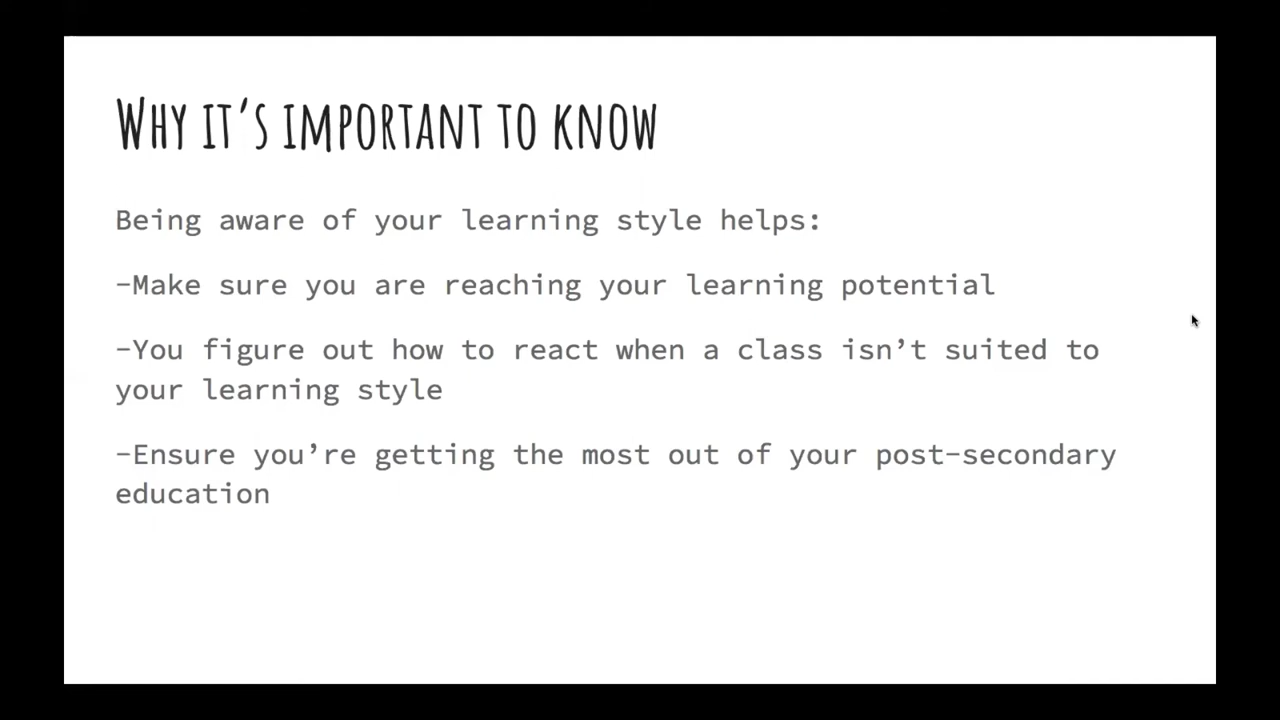 Why it's important to know
Being aware of your learning style helps:
-Make sure you are reaching your learning potential
-You figure out how to react when a class isn't suited to
your learning style
-Ensure you're getting the most out of your post-secondary
education